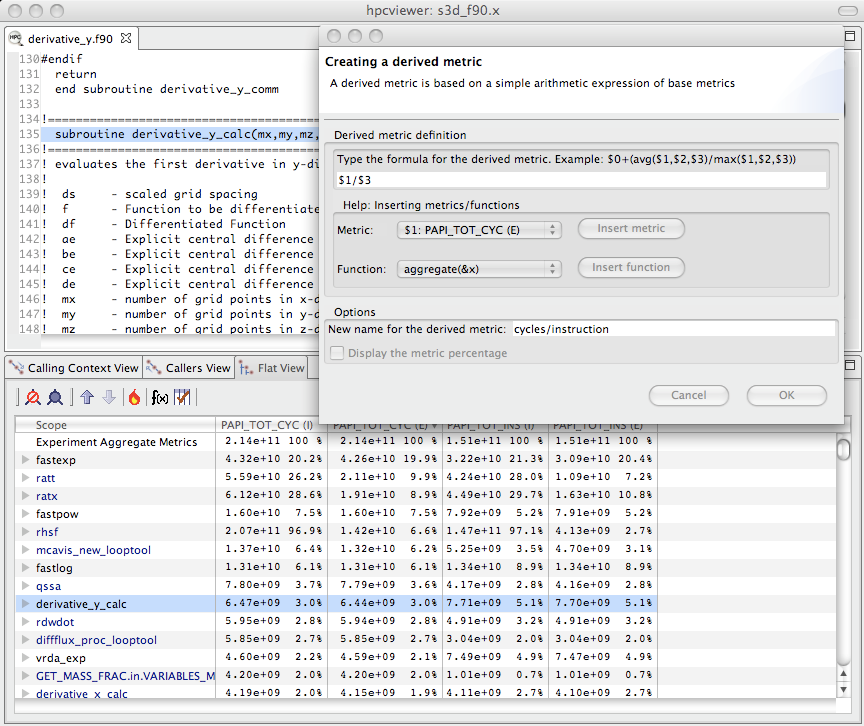 hpcviewer: s3d_f90.x
derivative_y.f90
130 #endif
131 return
132 end subroutine derivative_y_comm
133
134 !========================================
135 subroutine derivative_y_calc(mx,my,mz,
136 !========================================
137 ! evaluates the first derivative in y-di
138 !
139 ! ds - scaled grid spacing
140 ! f - Function to be differentiate
141 ! df - Differentiated Function
142 ! ae - Explicit central difference
143 ! be - Explicit central difference
144 ! ce - Explicit central difference
145 ! de - Explicit central difference
146 ! mx - number of grid points in x-d
147 ! my - number of grid points in y-d
148 ! mz - number of grid points in z-d
Creating a derived metric
A derived metric is based on a simple arithmetic expression of base metrics
Derived metric definition
Type the formula for the derived metric. Example: $0+(avg($1,$2,$3)/max($1,$2,$3))
$1/$3
Help: Inserting metrics/functions
Metric: $1: PAPI_TOT_CYC (E) Insert metric
Function: aggregate(&x) Insert function
Options
New name for the derived metric: cycles/instruction
Display the metric percentage
Cancel OK
Calling Context View Callers View Flat View
f(x)
Scope PAPI_TOT_CYC (I) PAPI_TOT_CYC (E) PAPI_TOT_INS (I) PAPI_TOT_INS (E)
Experiment Aggregate Metrics 2.14e+11 100 % 2.14e+11 100 % 1.51e+11 100 % 1.51e+11 100 %
fastexp 4.32e+10 20.2% 4.26e+10 19.9% 3.22e+10 21.3% 3.09e+10 20.4%
ratt 5.59e+10 26.2% 2.11e+10 9.9% 4.24e+10 28.0% 1.09e+10 7.2%
ratx 6.12e+10 28.6% 1.91e+10 8.9% 4.49e+10 29.7% 1.63e+10 10.8%
fastpow 1.60e+10 7.5% 1.60e+10 7.5% 7.92e+09 5.2% 7.91e+09 5.2%
rhsf 2.07e+11 96.9% 1.42e+10 6.6% 1.47e+11 97.1% 4.13e+09 2.7%
mcavis_new_looptool 1.37e+10 6.4% 1.32e+10 6.2% 5.25e+09 3.5% 4.70e+09 3.1%
fastlog 1.31e+10 6.1% 1.31e+10 6.1% 1.34e+10 8.9% 1.34e+10 8.9%
qssa 7.80e+09 3.7% 7.79e+09 3.6% 4.17e+09 2.8% 4.16e+09 2.8%
derivative_y_calc 6.47e+09 3.0% 6.44e+09 3.0% 7.71e+09 5.1% 7.70e+09 5.1%
rdwdot 5.95e+09 2.8% 5.94e+09 2.8% 4.91e+09 3.2% 4.91e+09 3.2%
diffflux_proc_looptool 5.85e+09 2.7% 5.85e+09 2.7% 3.04e+09 2.0% 3.04e+09 2.0%
vrda_exp 4.60e+09 2.2% 4.59e+09 2.1% 7.49e+09 4.9% 7.47e+09 4.9%
GET_MASS_FRAC.in.VARIABLES_M 4.20e+09 2.0% 4.20e+09 2.0% 1.01e+09 0.7% 1.01e+09 0.7%
derivative_x_calc 4.19e+09 2.0% 4.15e+09 1.9% 4.11e+09 2.7% 4.10e+09 2.7%